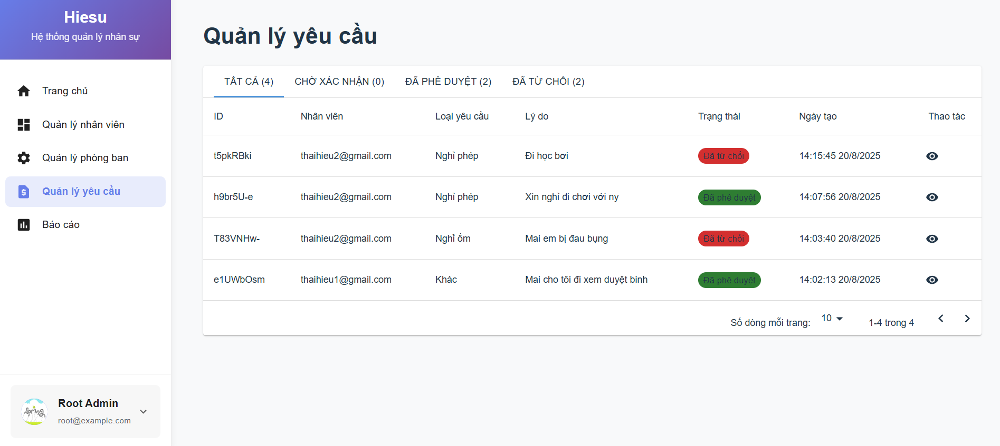 Hiesu
Hệ thống quản lý nhân sự
Trang chủ
Quản lý nhân viên
Quản lý phòng ban
Quản lý yêu cầu
Báo cáo
Spring
Root Admin
root@example.com
Quản lý yêu cầu
TẤT CẢ (4) CHỜ XÁC NHẬN (0) ĐÃ PHÊ DUYỆT (2) ĐÃ TỪ CHỐI (2)
ID Nhân viên Loại yêu cầu Lý do Trạng thái Ngày tạo Thao tác
t5pkRBki thaihieu2@gmail.com Nghỉ phép Đi học bơi Đã từ chối 14:15:45 20/8/2025
h9br5U-e thaihieu2@gmail.com Nghỉ phép Xin nghỉ đi chơi với ny Đã phê duyệt 14:07:56 20/8/2025
T83VNHw- thaihieu2@gmail.com Nghỉ ốm Mai em bị đau bụng Đã từ chối 14:03:40 20/8/2025
e1UWbOsm thaihieu1@gmail.com Khác Mai cho tôi đi xem duyệt binh Đã phê duyệt 14:02:13 20/8/2025
Số dòng mỗi trang: 10 1-4 trong 4